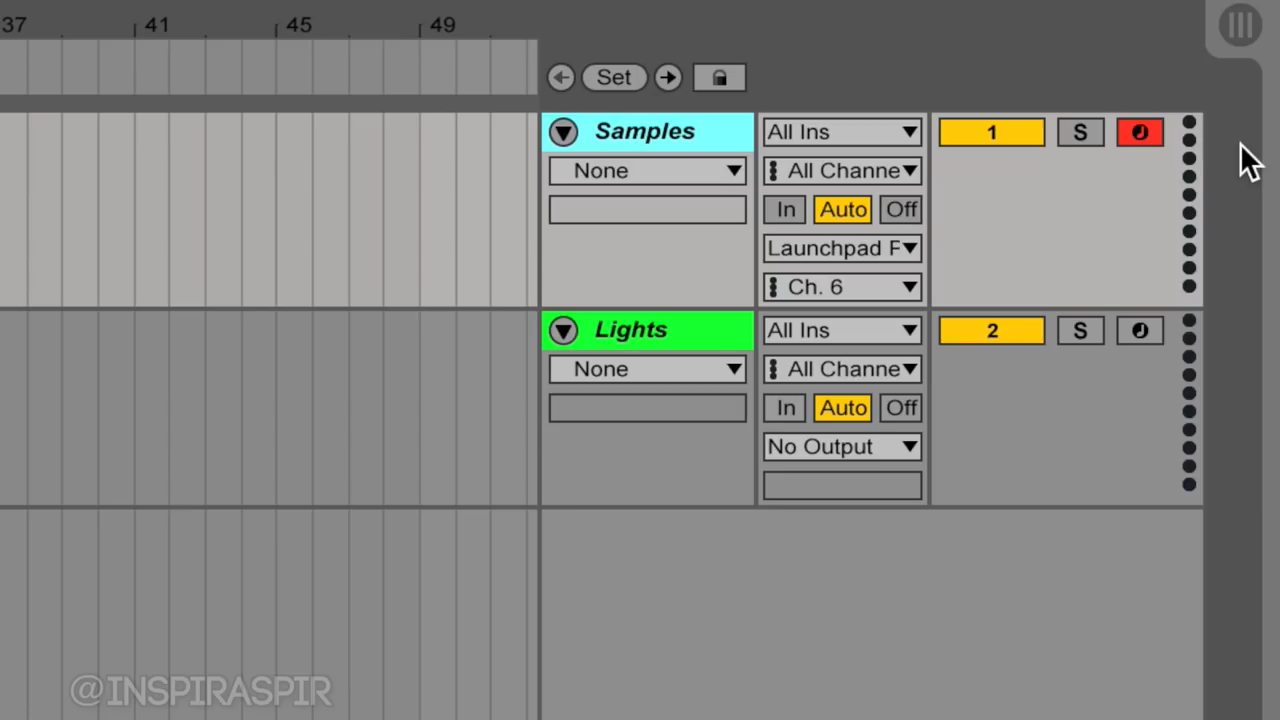 37 41 45 49
Set
Samples All Ins 1 S
None All Channe
In Auto Off
Launchpad F
Ch. 6
Lights All Ins 2 S
None All Channe
In Auto Off
No Output
@INSPIRASPIR